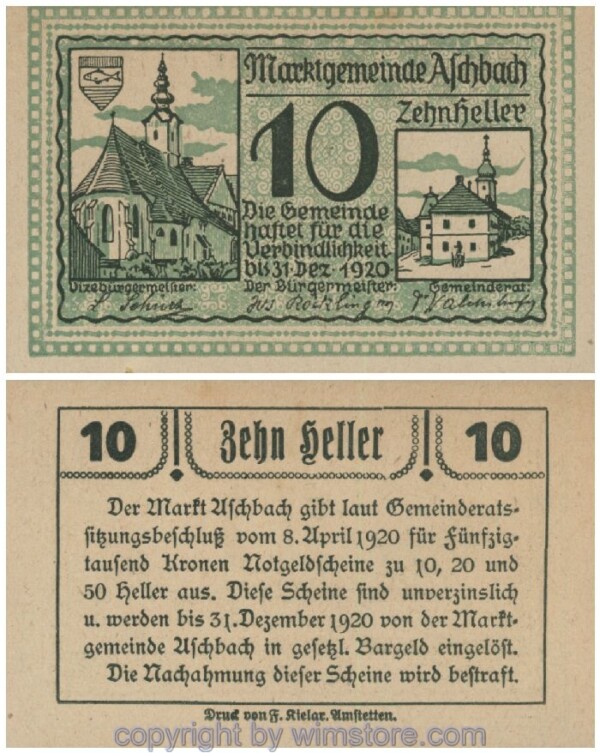 Marktgemeinde Aschbach
10
Zehn Heller
Die Gemeinde
haftet für die
Verbindlichkeit
bis 31. Dez. 1920
Vizebürgermeister:
Der Bürgermeister:
Gemeinderat:
10 Zehn Heller 10
Der Markt Aschbach gibt laut Gemeinderats-
sitzungsbeschluß vom 8. April 1920 für Fünfzig-
tausend Kronen Notgeldscheine zu 10, 20 und
50 Heller aus. Diese Scheine sind unverzinslich
u. werden bis 31. Dezember 1920 von der Markt-
gemeinde Aschbach in gesetzl. Bargeld eingelöst.
Die Nachahmung dieser Scheine wird bestraft.
Druck von F. Kielar, Amstetten.
copyright by wimstore.com